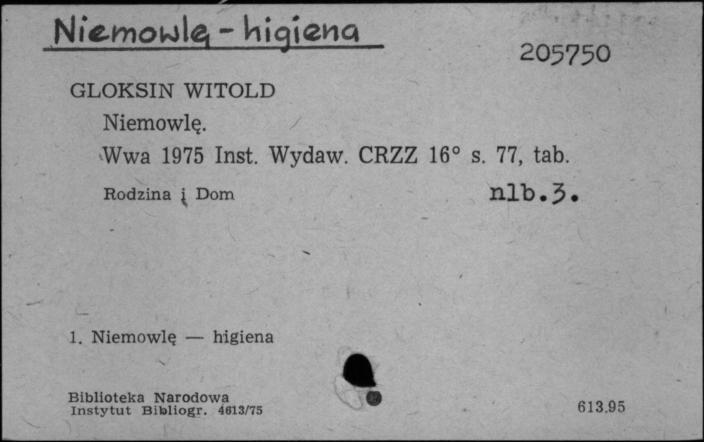 Niemowlę - higiena
205750
GLOKSIN WITOLD
Niemowlę.
Wwa 1975 Inst. Wydaw. CRZZ 16° s. 77, tab.
Rodzina i Dom nlb.3.
1. Niemowlę — higiena
Biblioteka Narodowa
Instytut Bibliogr. 4613/75
613.95